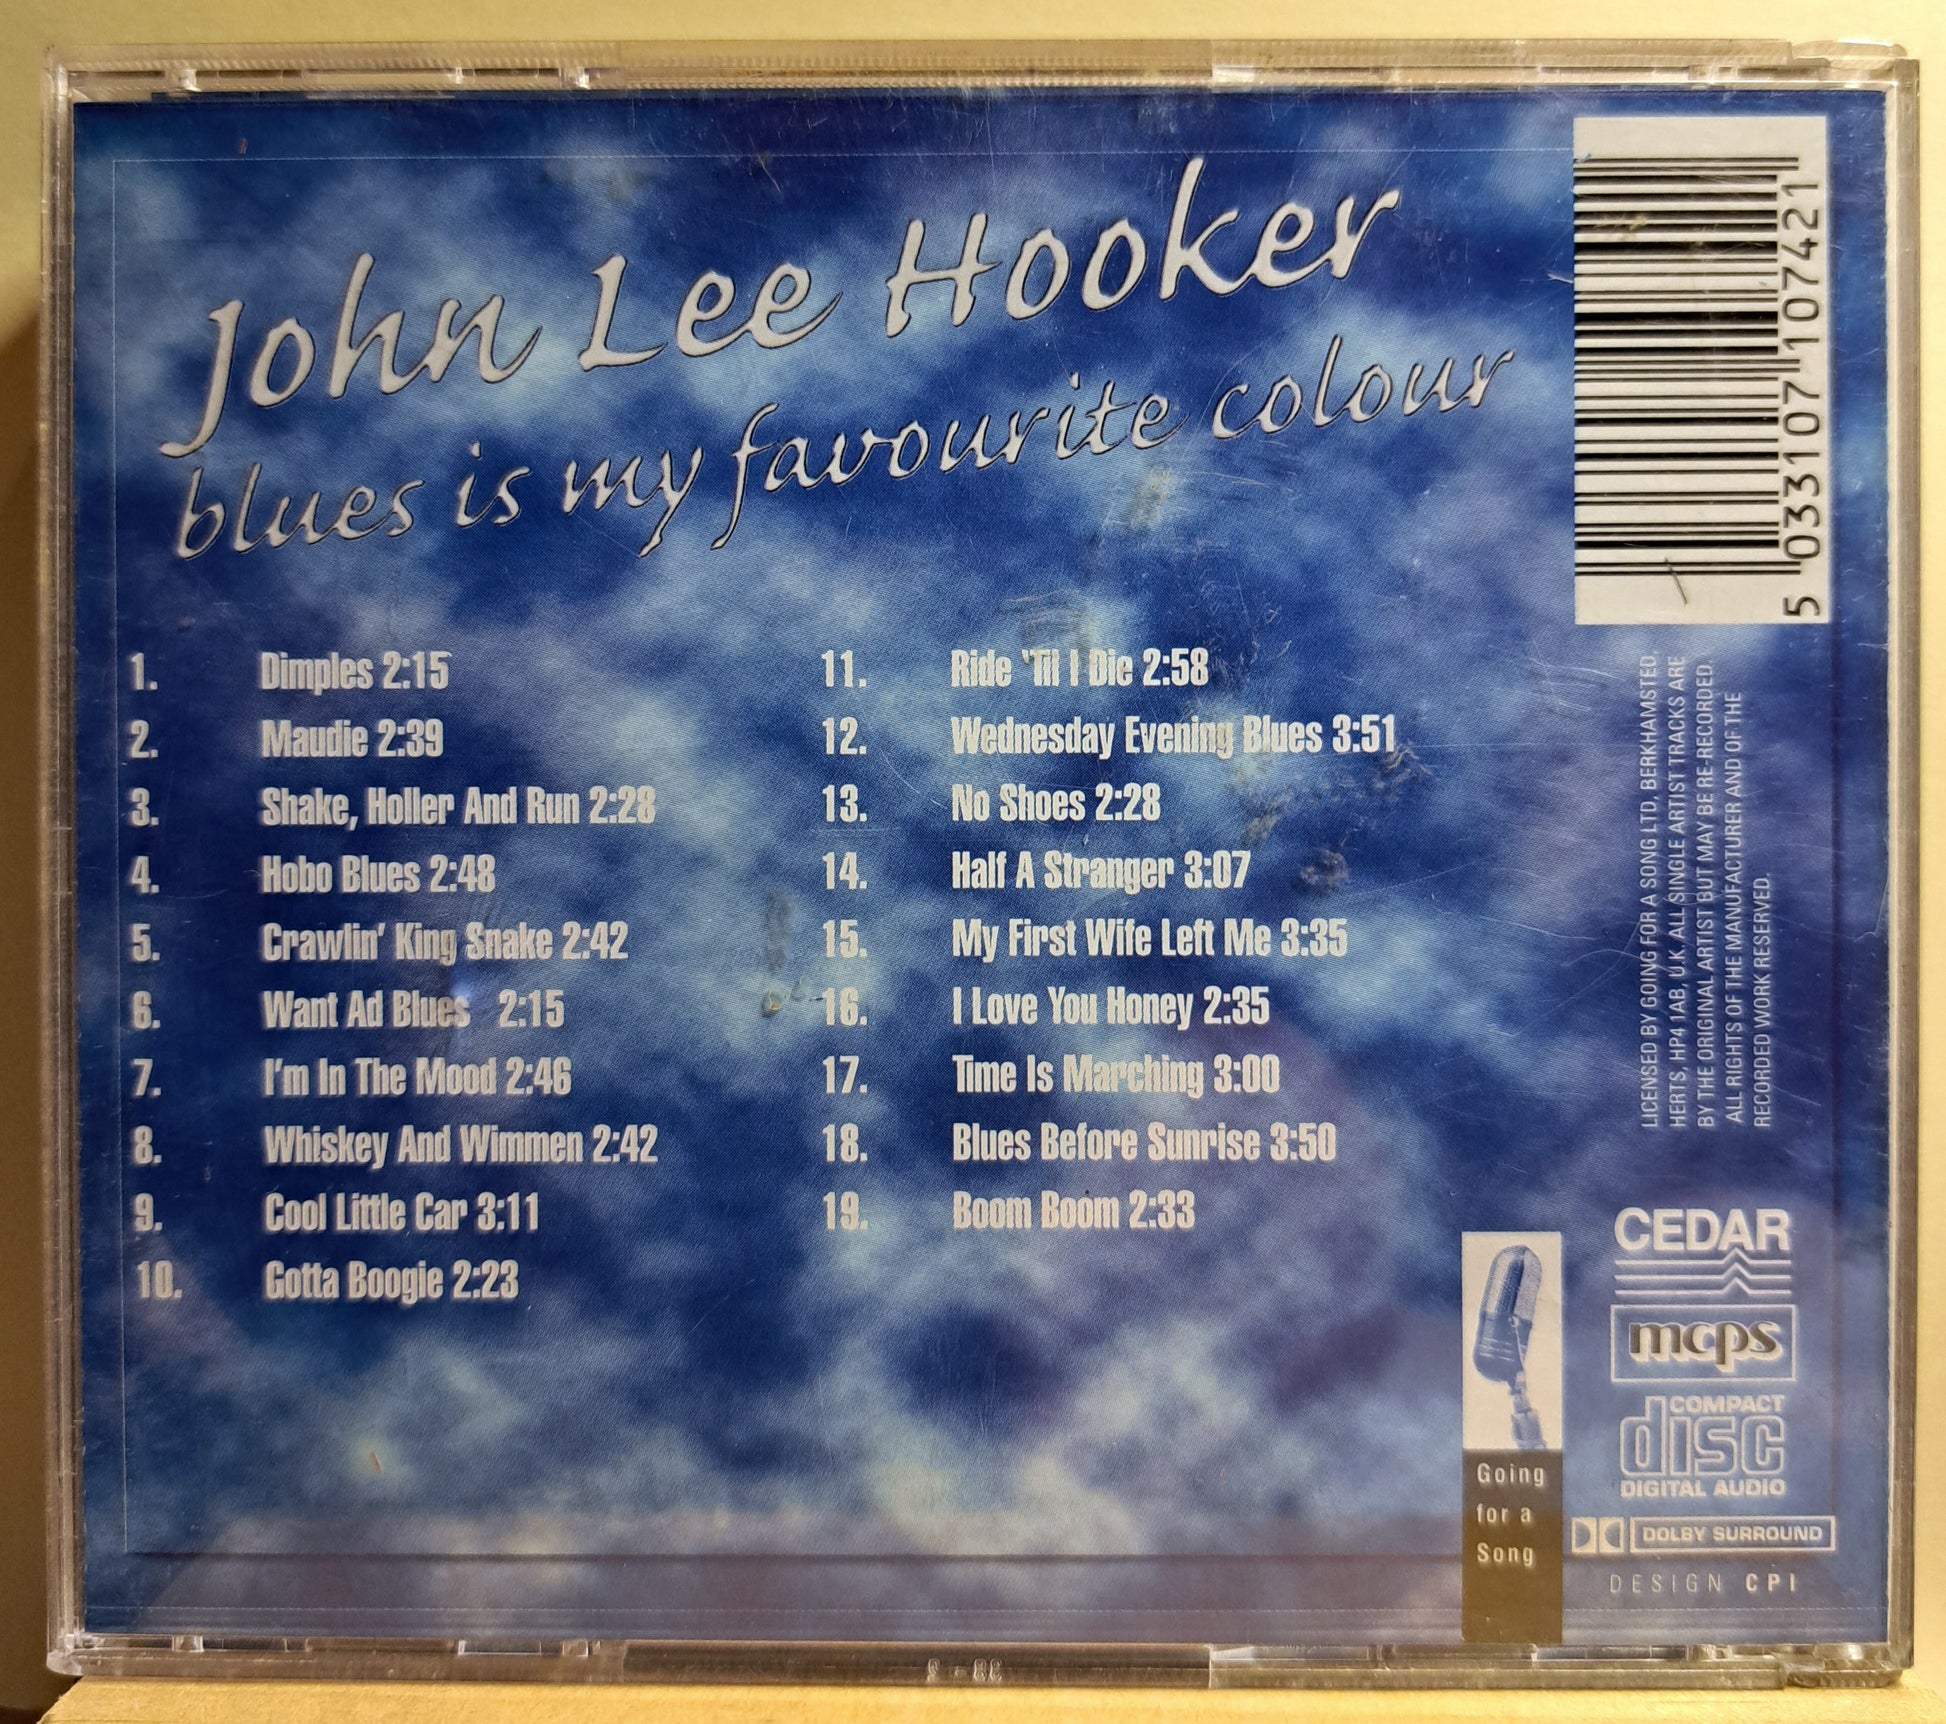 John Lee Hooker
blues is my favourite colour
1. Dimples 2:15
2. Maudie 2:39
3. Shake, Holler And Run 2:28
4. Hobo Blues 2:48
5. Crawlin' King Snake 2:42
6. Want Ad Blues 2:15
7. I'm In The Mood 2:46
8. Whiskey And Wimmen 2:42
9. Cool Little Car 3:11
10. Gotta Boogie 2:23
11. Ride 'Til I Die 2:58
12. Wednesday Evening Blues 3:51
13. No Shoes 2:28
14. Half A Stranger 3:07
15. My First Wife Left Me 3:35
16. I Love You Honey 2:35
17. Time Is Marching 3:00
18. Blues Before Sunrise 3:50
19. Boom Boom 2:33
5 033107 107421
LICENSED BY GOING FOR A SONG LTD, BERKHAMSTED,
HERTS, HP4 1AB, U.K. ALL SINGLE ARTIST TRACKS ARE
BY THE ORIGINAL ARTIST BUT MAY BE RE-RECORDED
ALL RIGHTS OF THE MANUFACTURER AND OF THE
RECORDED WORK RESERVED.
CEDAR
mcps
COMPACT
disc
DIGITAL AUDIO
DOLBY SURROUND
DESIGN CPI
Going
for a
Song